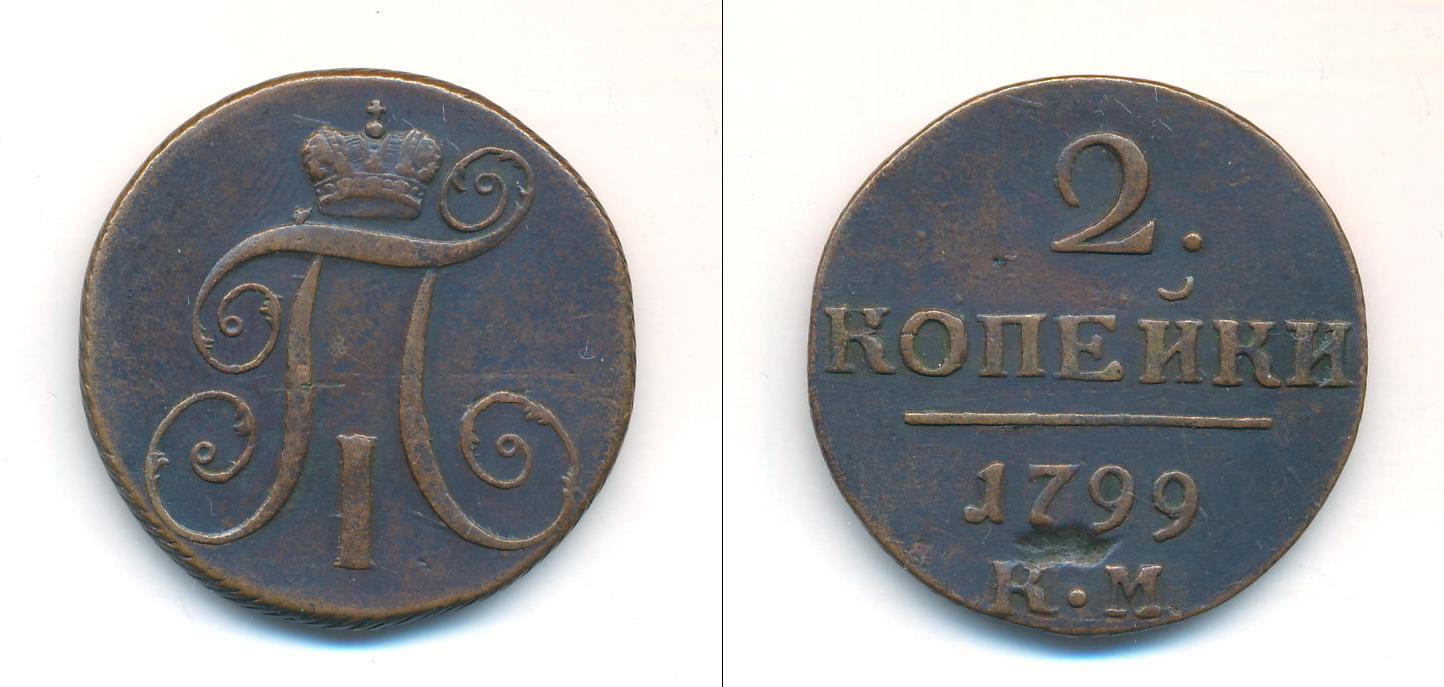 П
I
2.
КОПЕЙКИ
1799
К.М